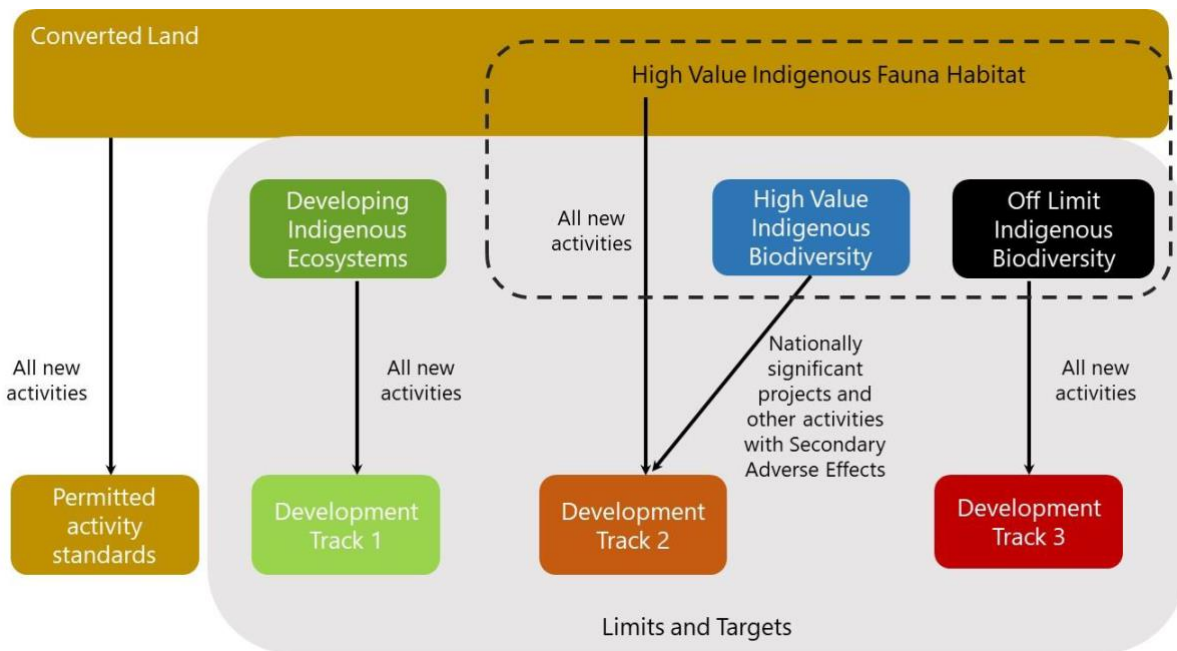 Converted Land
High Value Indigenous Fauna Habitat
Developing
Indigenous
Ecosystems
All new
activities
High Value
Indigenous
Biodiversity
Off Limit
Indigenous
Biodiversity
All new
activities
All new
activities
Nationally
significant
projects and
other activities
with Secondary
Adverse Effects
All new
activities
Permitted
activity
standards
Development
Track 1
Development
Track 2
Development
Track 3
Limits and Targets